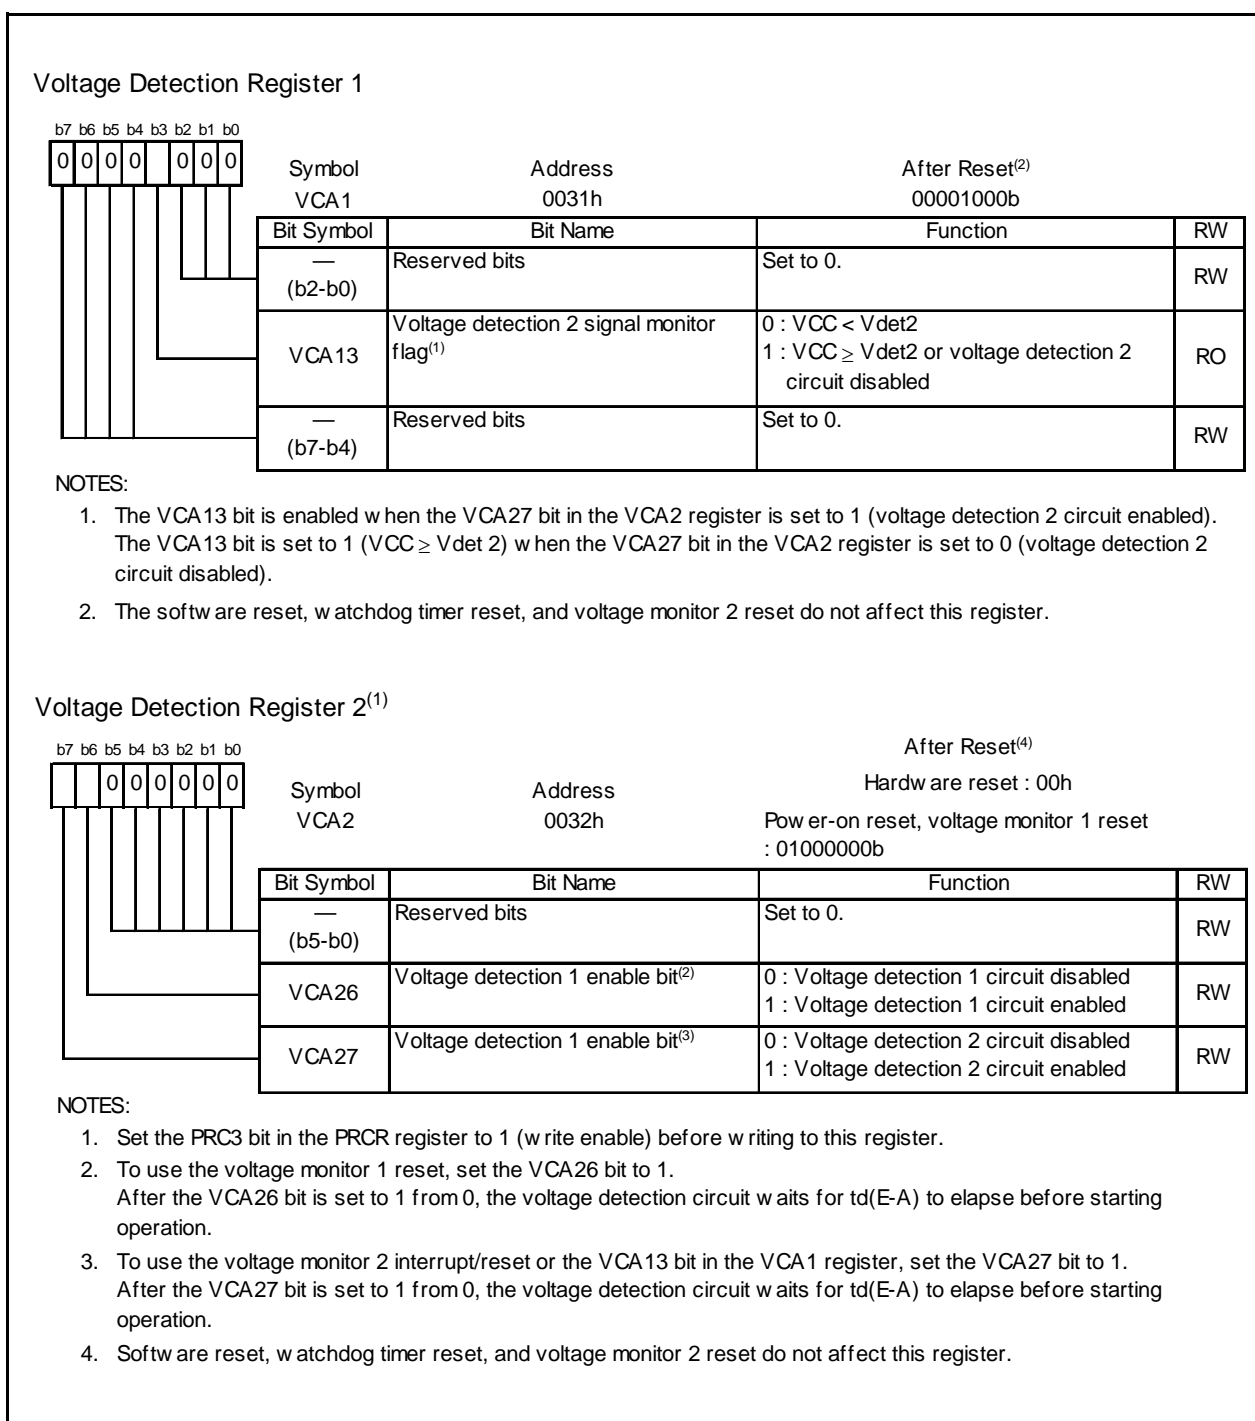 Voltage Detection Register 1
b7 b6 b5 b4 b3 b2 b1 b0
0 0 0 0 0 0 0
Symbol Address After Reset(2)
VCA1 0031h 00001000b
Bit Symbol Bit Name Function RW
— Reserved bits Set to 0.
(b2-b0) RW
Voltage detection 2 signal monitor 0 : VCC < Vdet2
VCA13 flag(1) 1 : VCC ≥ Vdet2 or voltage detection 2 RO
circuit disabled
— Reserved bits Set to 0.
(b7-b4) RW
NOTES:
1. The VCA13 bit is enabled when the VCA27 bit in the VCA2 register is set to 1 (voltage detection 2 circuit enabled).
The VCA13 bit is set to 1 (VCC ≥ Vdet 2) when the VCA27 bit in the VCA2 register is set to 0 (voltage detection 2
circuit disabled).
2. The software reset, watchdog timer reset, and voltage monitor 2 reset do not affect this register.
Voltage Detection Register 2(1)
b7 b6 b5 b4 b3 b2 b1 b0
0 0 0 0 0 0
After Reset(4)
Symbol Address Hardware reset : 00h
VCA2 0032h Power-on reset, voltage monitor 1 reset
: 01000000b
Bit Symbol Bit Name Function RW
— Reserved bits Set to 0.
(b5-b0) RW
VCA26 Voltage detection 1 enable bit(2) 0 : Voltage detection 1 circuit disabled RW
1 : Voltage detection 1 circuit enabled
VCA27 Voltage detection 1 enable bit(3) 0 : Voltage detection 2 circuit disabled RW
1 : Voltage detection 2 circuit enabled
NOTES:
1. Set the PRC3 bit in the PRCR register to 1 (write enable) before writing to this register.
2. To use the voltage monitor 1 reset, set the VCA26 bit to 1.
After the VCA26 bit is set to 1 from 0, the voltage detection circuit waits for td(E-A) to elapse before starting
operation.
3. To use the voltage monitor 2 interrupt/reset or the VCA13 bit in the VCA1 register, set the VCA27 bit to 1.
After the VCA27 bit is set to 1 from 0, the voltage detection circuit waits for td(E-A) to elapse before starting
operation.
4. Software reset, watchdog timer reset, and voltage monitor 2 reset do not affect this register.